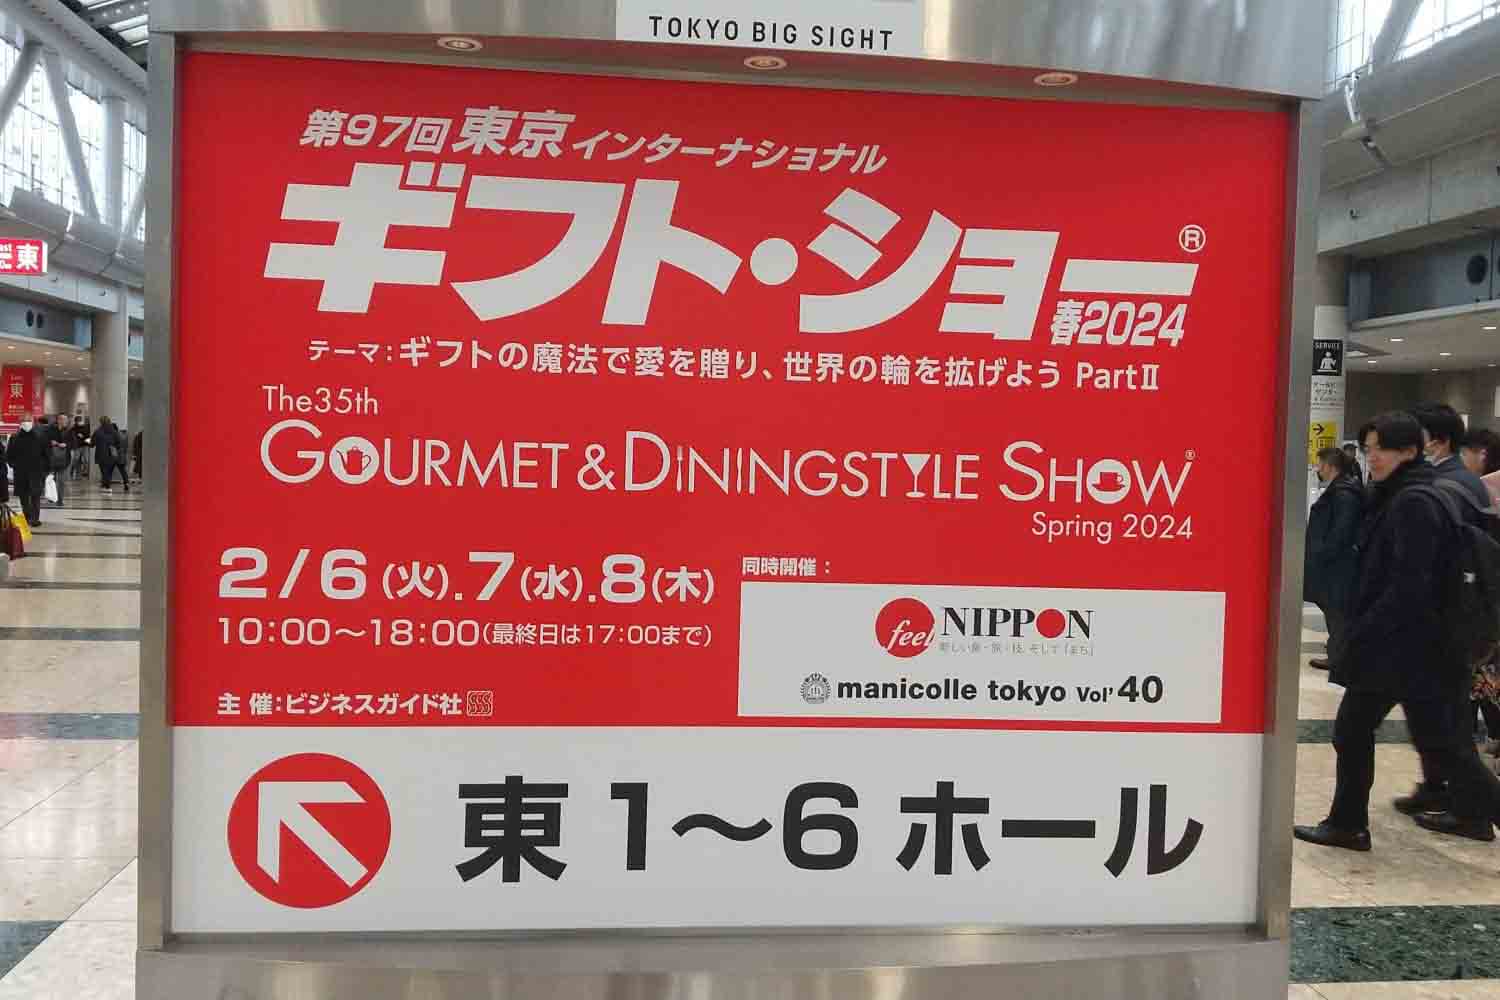 TOKYO BIG SIGHT
第97回 東京 インターナショナル
ギフト・ショー®
春2024
テーマ：ギフトの魔法で愛を贈り、世界の輪を拡げよう PartⅡ
The35th
GOURMET & DININGSTYLE SHOW®
Spring 2024
2/6(火).7(水).8(木)
10:00〜18:00(最終日は17:00まで)
主 催：ビジネスガイド社
同時開催：
feel NIPPON
manicolle tokyo Vol' 40
東 1〜6 ホール
東
東
SERVICE